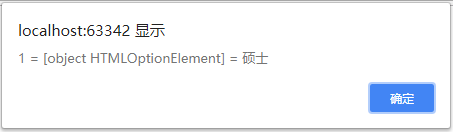 localhost:63342 显示
1 = [object HTMLOptionElement] = 硕士
确定